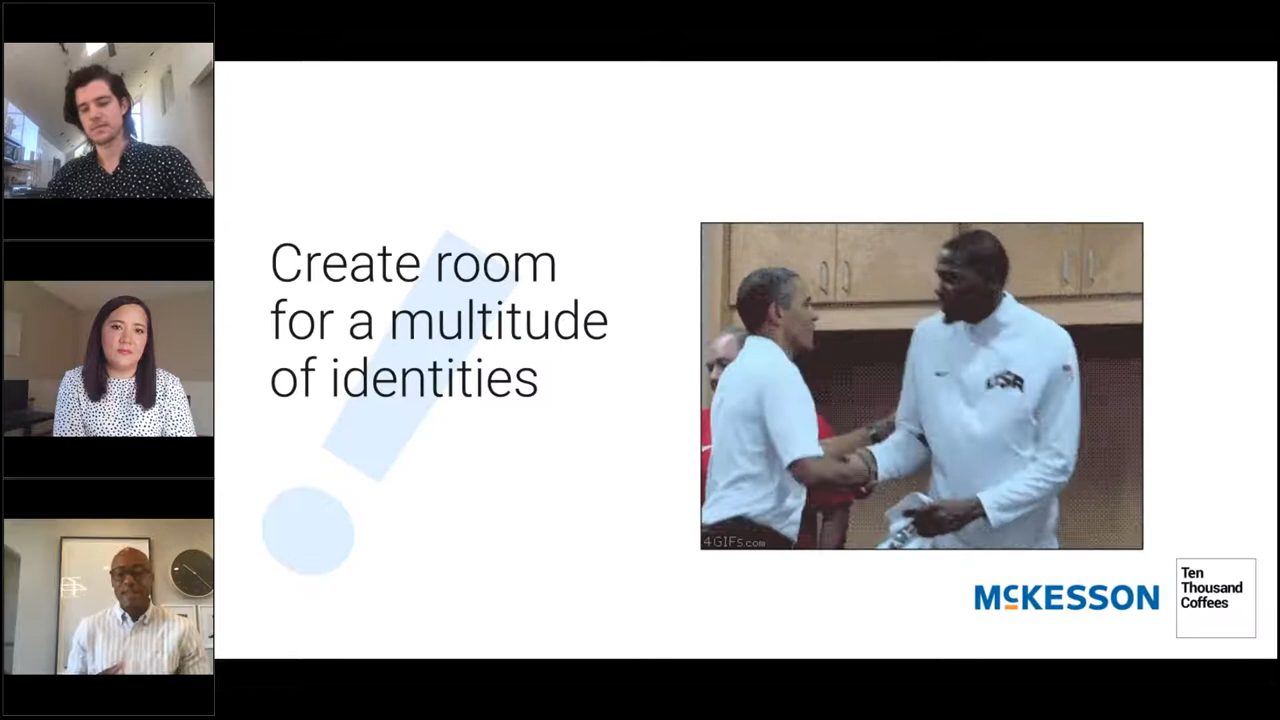 Create room
for a multitude
of identities
USA
4GIFs.com
MCKESSON
Ten
Thousand
Coffees